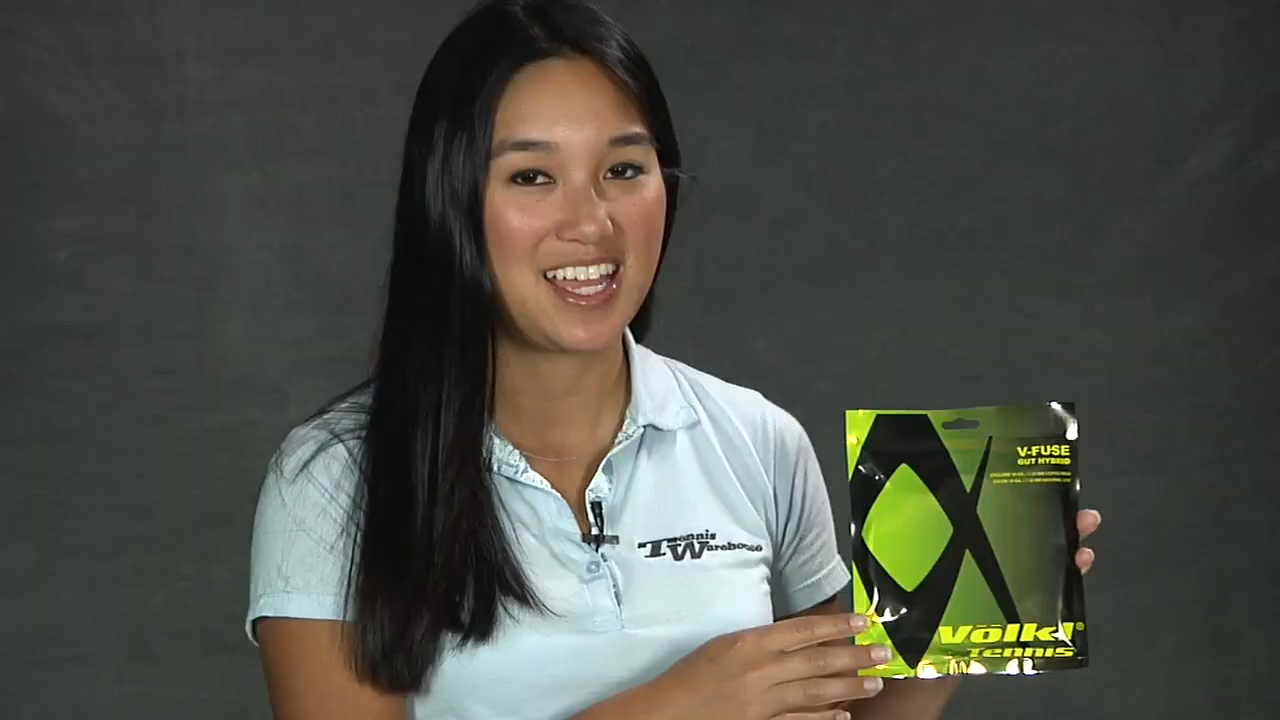 Tennis
Warehouse
V-FUSE
GUT HYBRID
Völkl®
Tennis